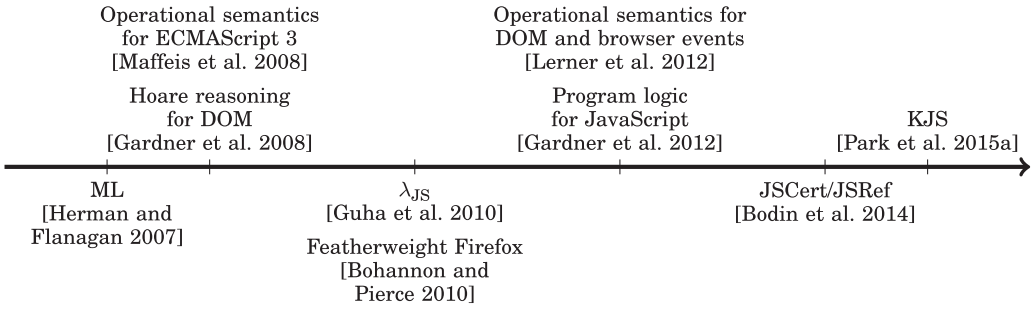 Operational semantics
for ECMAScript 3
[Maffeis et al. 2008]
Hoare reasoning
for DOM
[Gardner et al. 2008]
Operational semantics for
DOM and browser events
[Lerner et al. 2012]
Program logic
for JavaScript
[Gardner et al. 2012]
KJS
[Park et al. 2015a]
ML
[Herman and
Flanagan 2007]
λJS
[Guha et al. 2010]
Featherweight Firefox
[Bohannon and
Pierce 2010]
JSCert/JSRef
[Bodin et al. 2014]